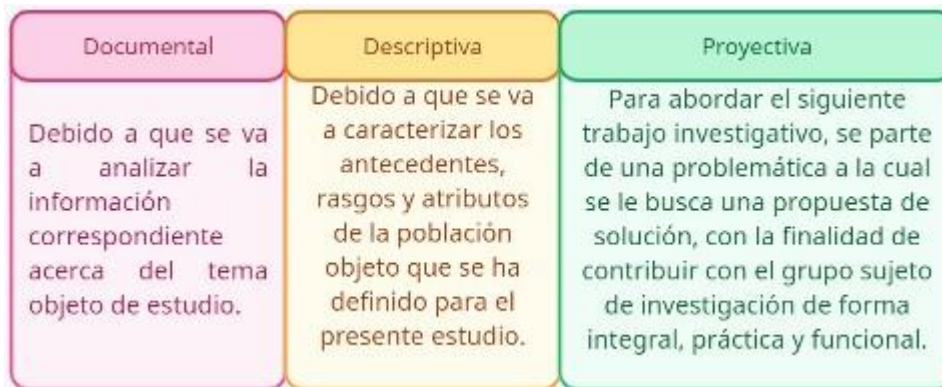 Documental
Debido a que se va
a analizar la
información
correspondiente
acerca del tema
objeto de estudio.
Descriptiva
Debido a que se va
a caracterizar los
antecedentes,
rasgos y atributos
de la población
objeto que se ha
definido para el
presente estudio.
Proyectiva
Para abordar el siguiente
trabajo investigativo, se parte
de una problemática a la cual
se le busca una propuesta de
solución, con la finalidad de
contribuir con el grupo sujeto
de investigación de forma
integral, práctica y funcional.